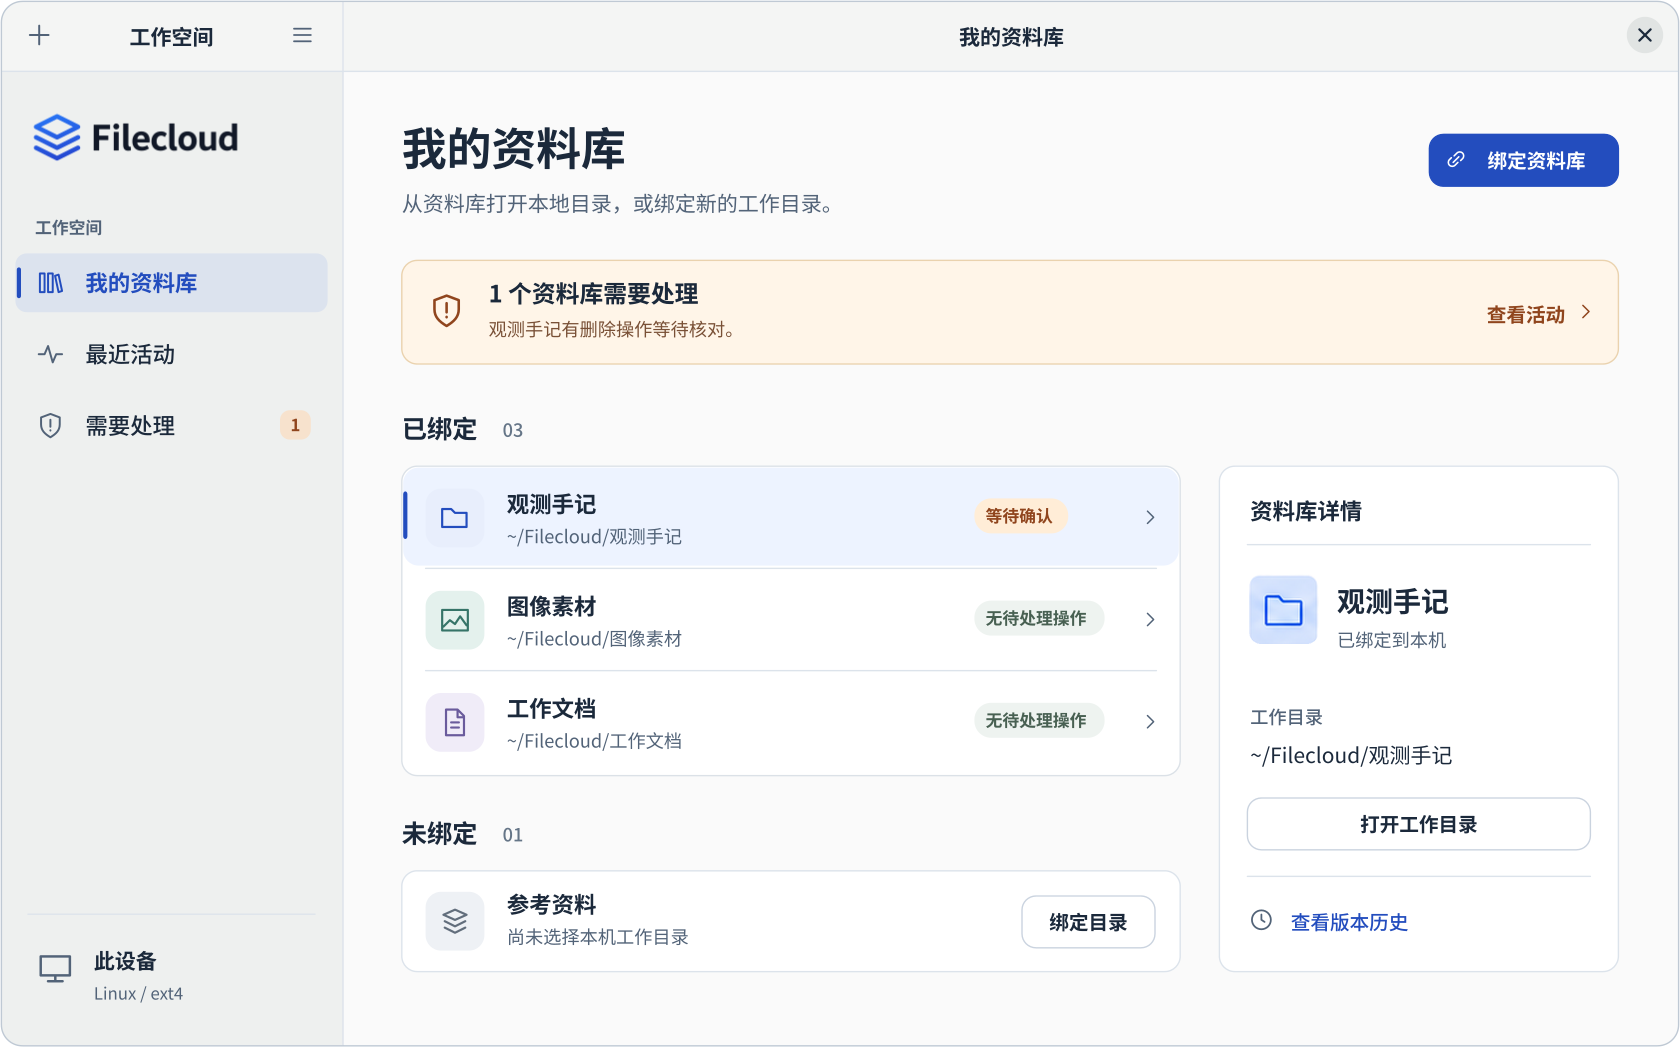 工作空间
我的资料库
Filecloud
工作空间
我的资料库
最近活动
需要处理
1
此设备
Linux / ext4
我的资料库
从资料库打开本地目录，或绑定新的工作目录。
绑定资料库
1 个资料库需要处理
观测手记有删除操作等待核对。
查看活动
已绑定 03
观测手记
~/Filecloud/观测手记
等待确认
图像素材
~/Filecloud/图像素材
无待处理操作
工作文档
~/Filecloud/工作文档
无待处理操作
未绑定 01
参考资料
尚未选择本机工作目录
绑定目录
资料库详情
观测手记
已绑定到本机
工作目录
~/Filecloud/观测手记
打开工作目录
查看版本历史